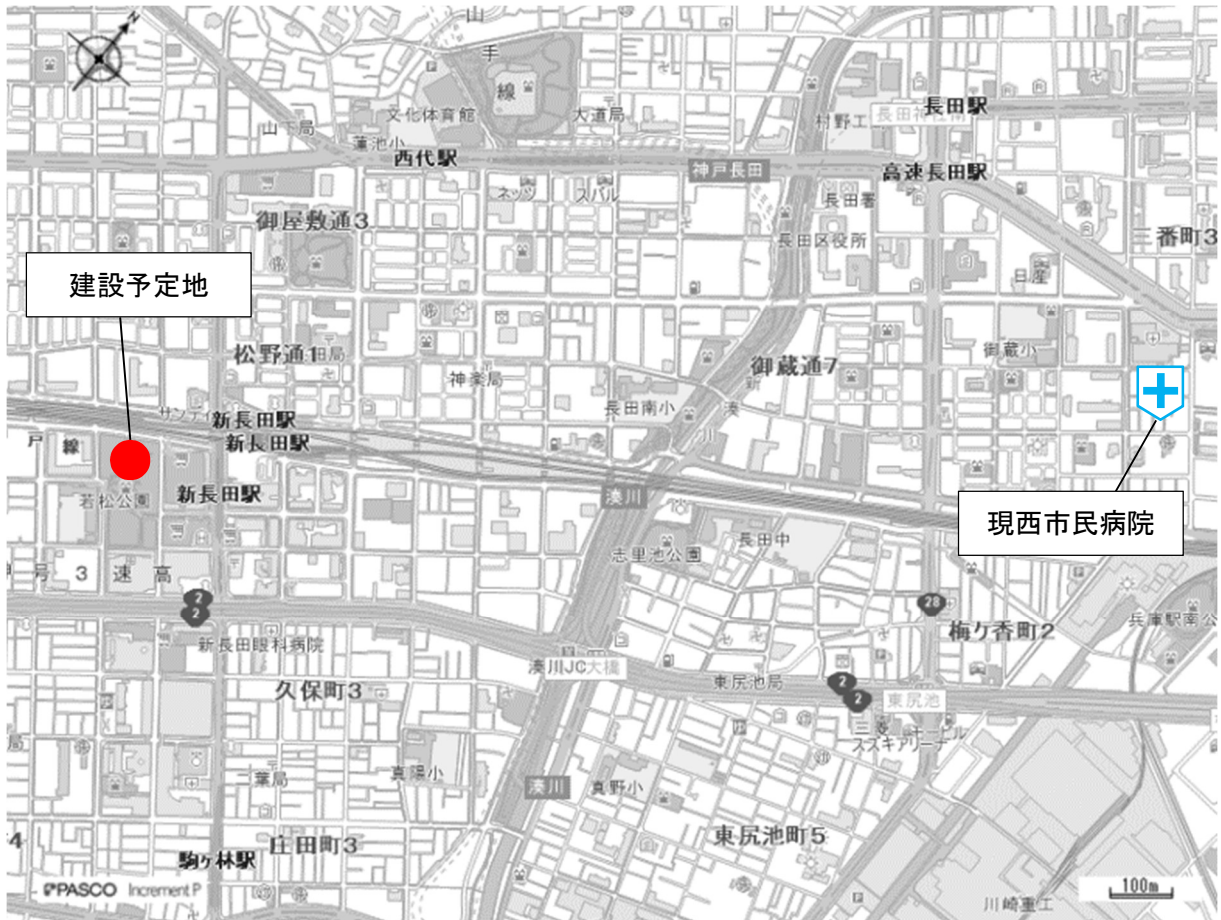 N
山
手
線
文化体育館
大道局
山下局
蓮池小
村野工
長田神社前
長田駅
西代駅
神戸長田
高速長田駅
ネッツ
スバル
長田署
御屋敷通3
長田区役所
三番町3
日産
建設予定地
松野通1
神楽局
御蔵通7
御蔵小
新
湊
川
長田南小
サンティ
新長田駅
新長田駅
戸
線
新長田駅
若松公園
湊川
現西市民病院
志里池公園
長田中
号
3
速
高
2
2
28
梅ケ香町2
兵庫駅南公
新長田眼科病院
湊川JC
大橋
久保町3
東尻池局
2
2
東尻池
スズキアリーナ
二葉局
真陽小
湊川
真野小
東尻池町5
庄田町3
駒ヶ林駅
PASCO Increment P
100m
川崎重工